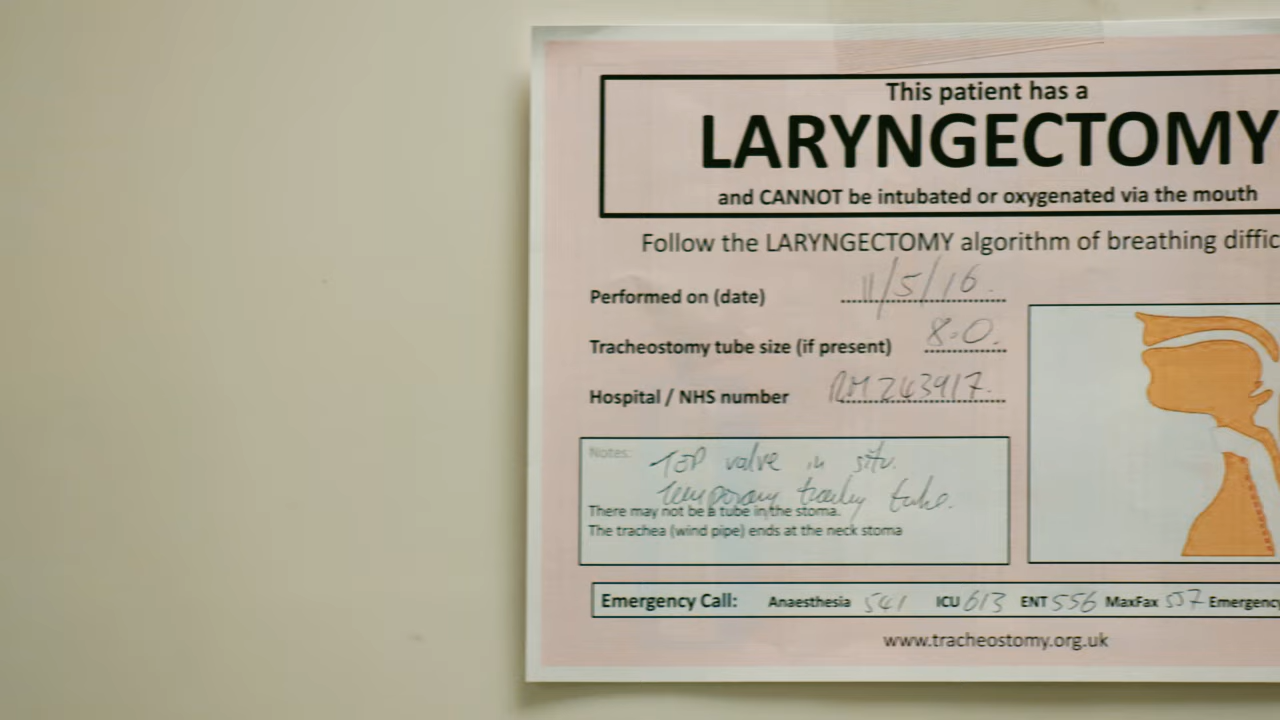 This patient has a
LARYNGECTOMY
and CANNOT be intubated or oxygenated via the mouth
Follow the LARYNGECTOMY algorithm of breathing diffic
Performed on (date) 11/5/16.
Tracheostomy tube size (if present) 8.0.
Hospital / NHS number RM243917.
Notes: TEP valve in situ.
Temporary trachy tube.
There may not be a tube in the stoma.
The trachea (wind pipe) ends at the neck stoma
Emergency Call: Anaesthesia 541 ICU 613 ENT 556 MaxFax 557 Emergency
www.tracheostomy.org.uk